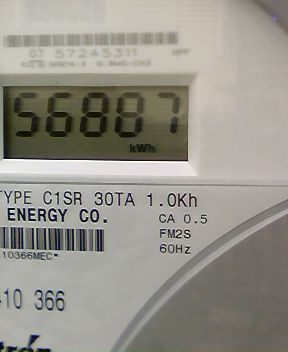 07 57245311
56887
kWh
TYPE C1SR 30TA 1.0Kh
ENERGY CO.
CA 0.5
FM2S
60Hz
10366MEC*
10 366